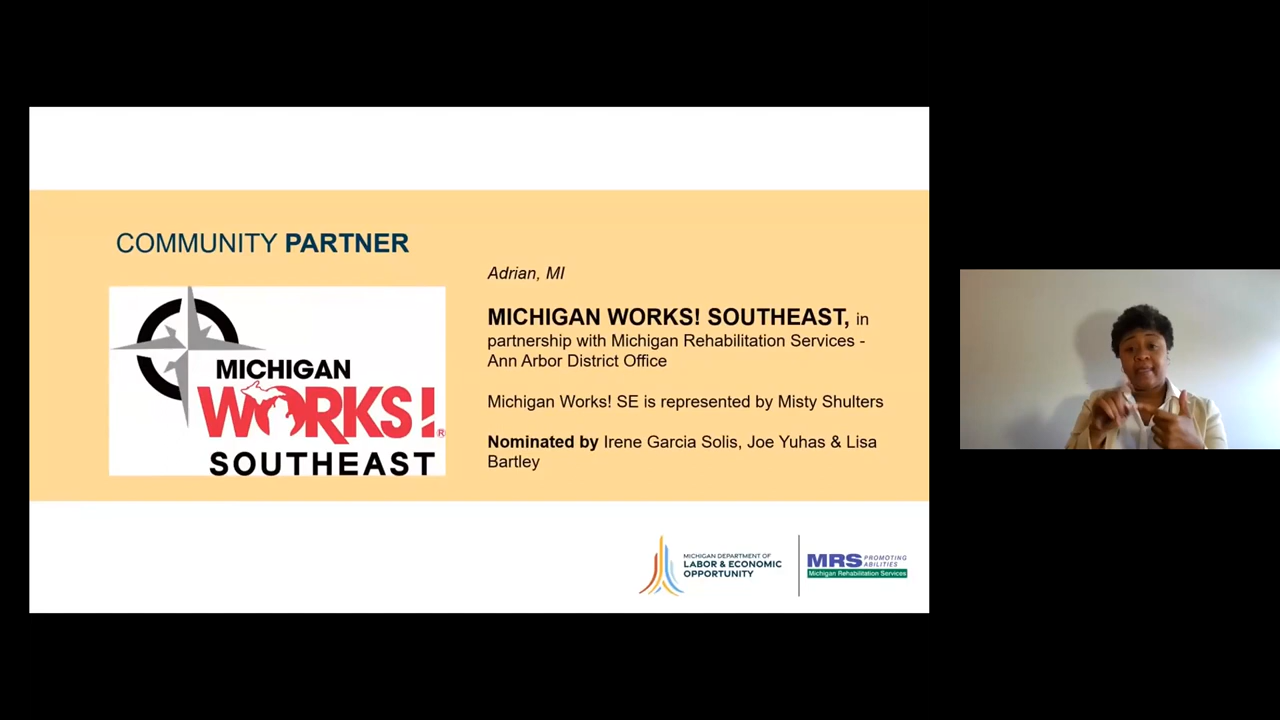 COMMUNITY PARTNER
MICHIGAN
WORKS!®
SOUTHEAST
Adrian, MI
MICHIGAN WORKS! SOUTHEAST, in
partnership with Michigan Rehabilitation Services -
Ann Arbor District Office
Michigan Works! SE is represented by Misty Shulters
Nominated by Irene Garcia Solis, Joe Yuhas & Lisa
Bartley
MICHIGAN DEPARTMENT OF
LABOR & ECONOMIC
OPPORTUNITY
MRS PROMOTING
ABILITIES
Michigan Rehabilitation Services